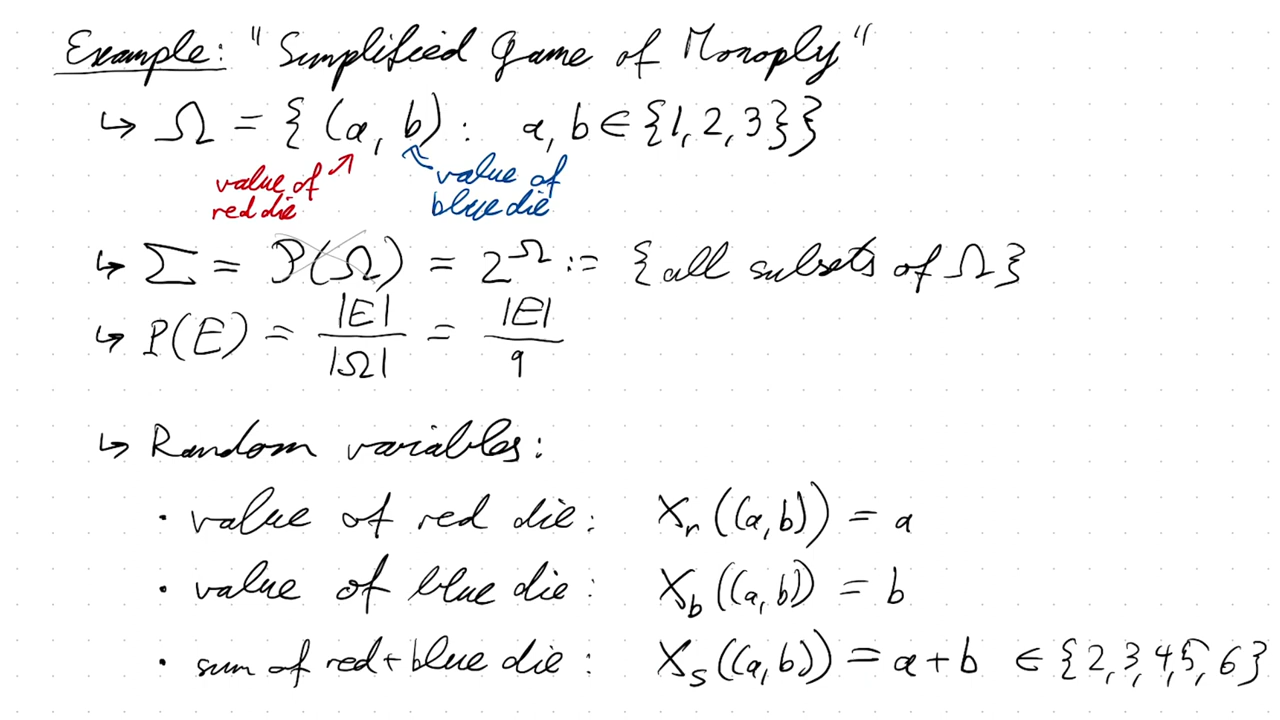 Example: "Simplified Game of Monoply"
↳ Ω = { (a, b) : a, b ∈ {1, 2, 3}}
value of
red die
value of
blue die
↳ Σ = P(Ω) = 2^Ω := {all subsets of Ω}
↳ P(E) = |E| / |Ω| = |E| / 9
↳ Random variables:
· value of red die: X_r((a,b)) = a
· value of blue die: X_b((a,b)) = b
· sum of red+blue die: X_s((a,b)) = a+b ∈ {2, 3, 4, 5, 6}